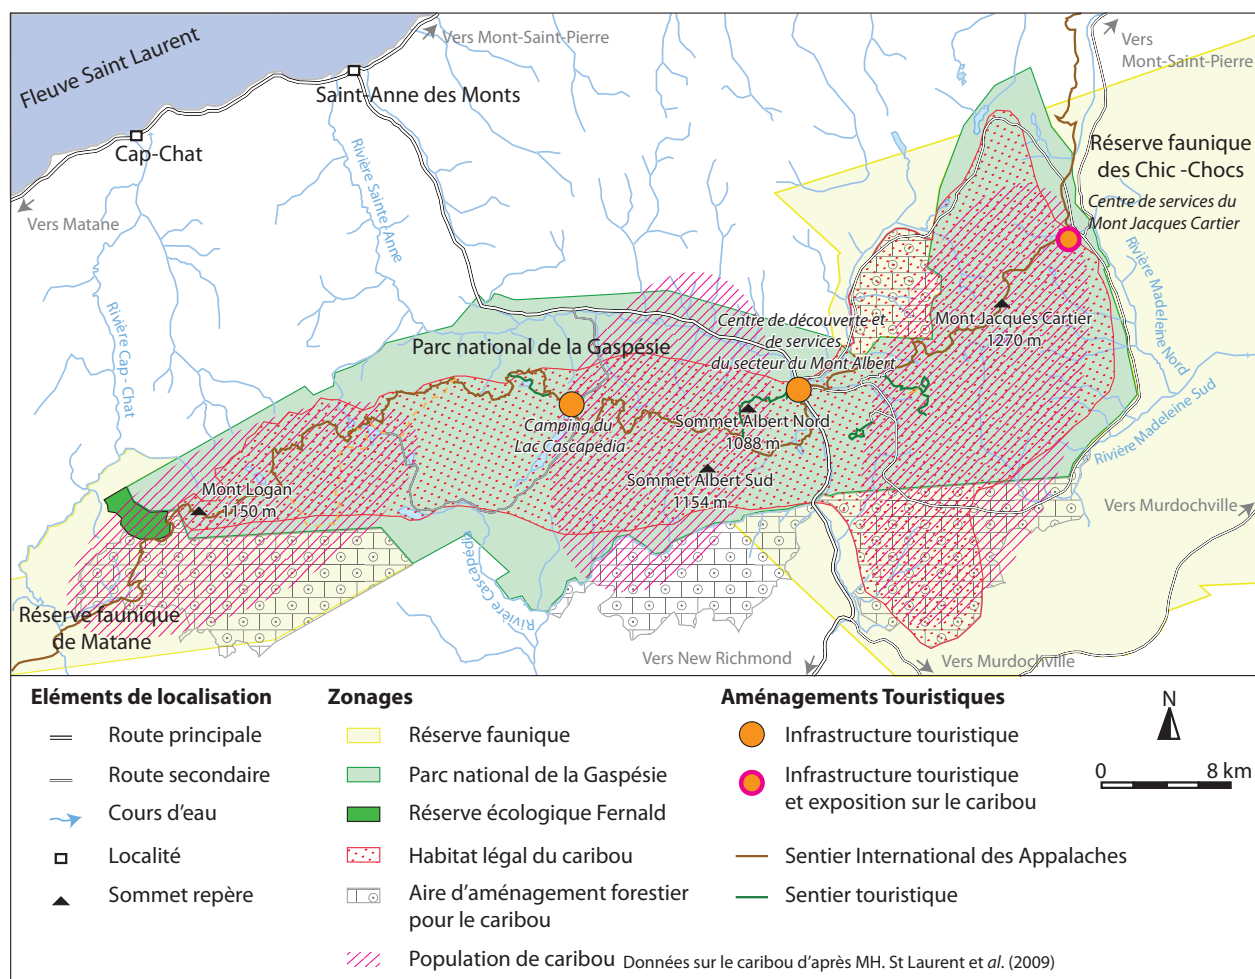 Vers Mont-Saint-Pierre
Vers
Mont-Saint-Pierre
Fleuve Saint Laurent
Saint-Anne des Monts
Cap-Chat
Vers Matane
Rivière Sainte-Anne
Rivière Cap - Chat
Réserve faunique
des Chic -Chocs
Centre de services du
Mont Jacques Cartier
Rivière Madeleine Nord
Rivière Madeleine Sud
Mont Jacques Cartier
1270 m
Centre de découverte et
de services
du secteur du Mont Albert
Parc national de la Gaspésie
Camping du
Lac Cascapédia
Sommet Albert Nord
1088 m
Sommet Albert Sud
1154 m
Mont Logan
1150 m
Vers Murdochville
Rivière Cascapédia
Réserve faunique
de Matane
Vers New Richmond
Vers Murdochville
Eléments de localisation
Route principale
Route secondaire
Cours d'eau
Localité
Sommet repère
Zonages
Réserve faunique
Parc national de la Gaspésie
Réserve écologique Fernald
Habitat légal du caribou
Aire d'aménagement forestier
pour le caribou
Population de caribou
Données sur le caribou d'après MH. St Laurent et al. (2009)
Aménagements Touristiques
Infrastructure touristique
Infrastructure touristique
et exposition sur le caribou
Sentier International des Appalaches
Sentier touristique
N
0 8 km